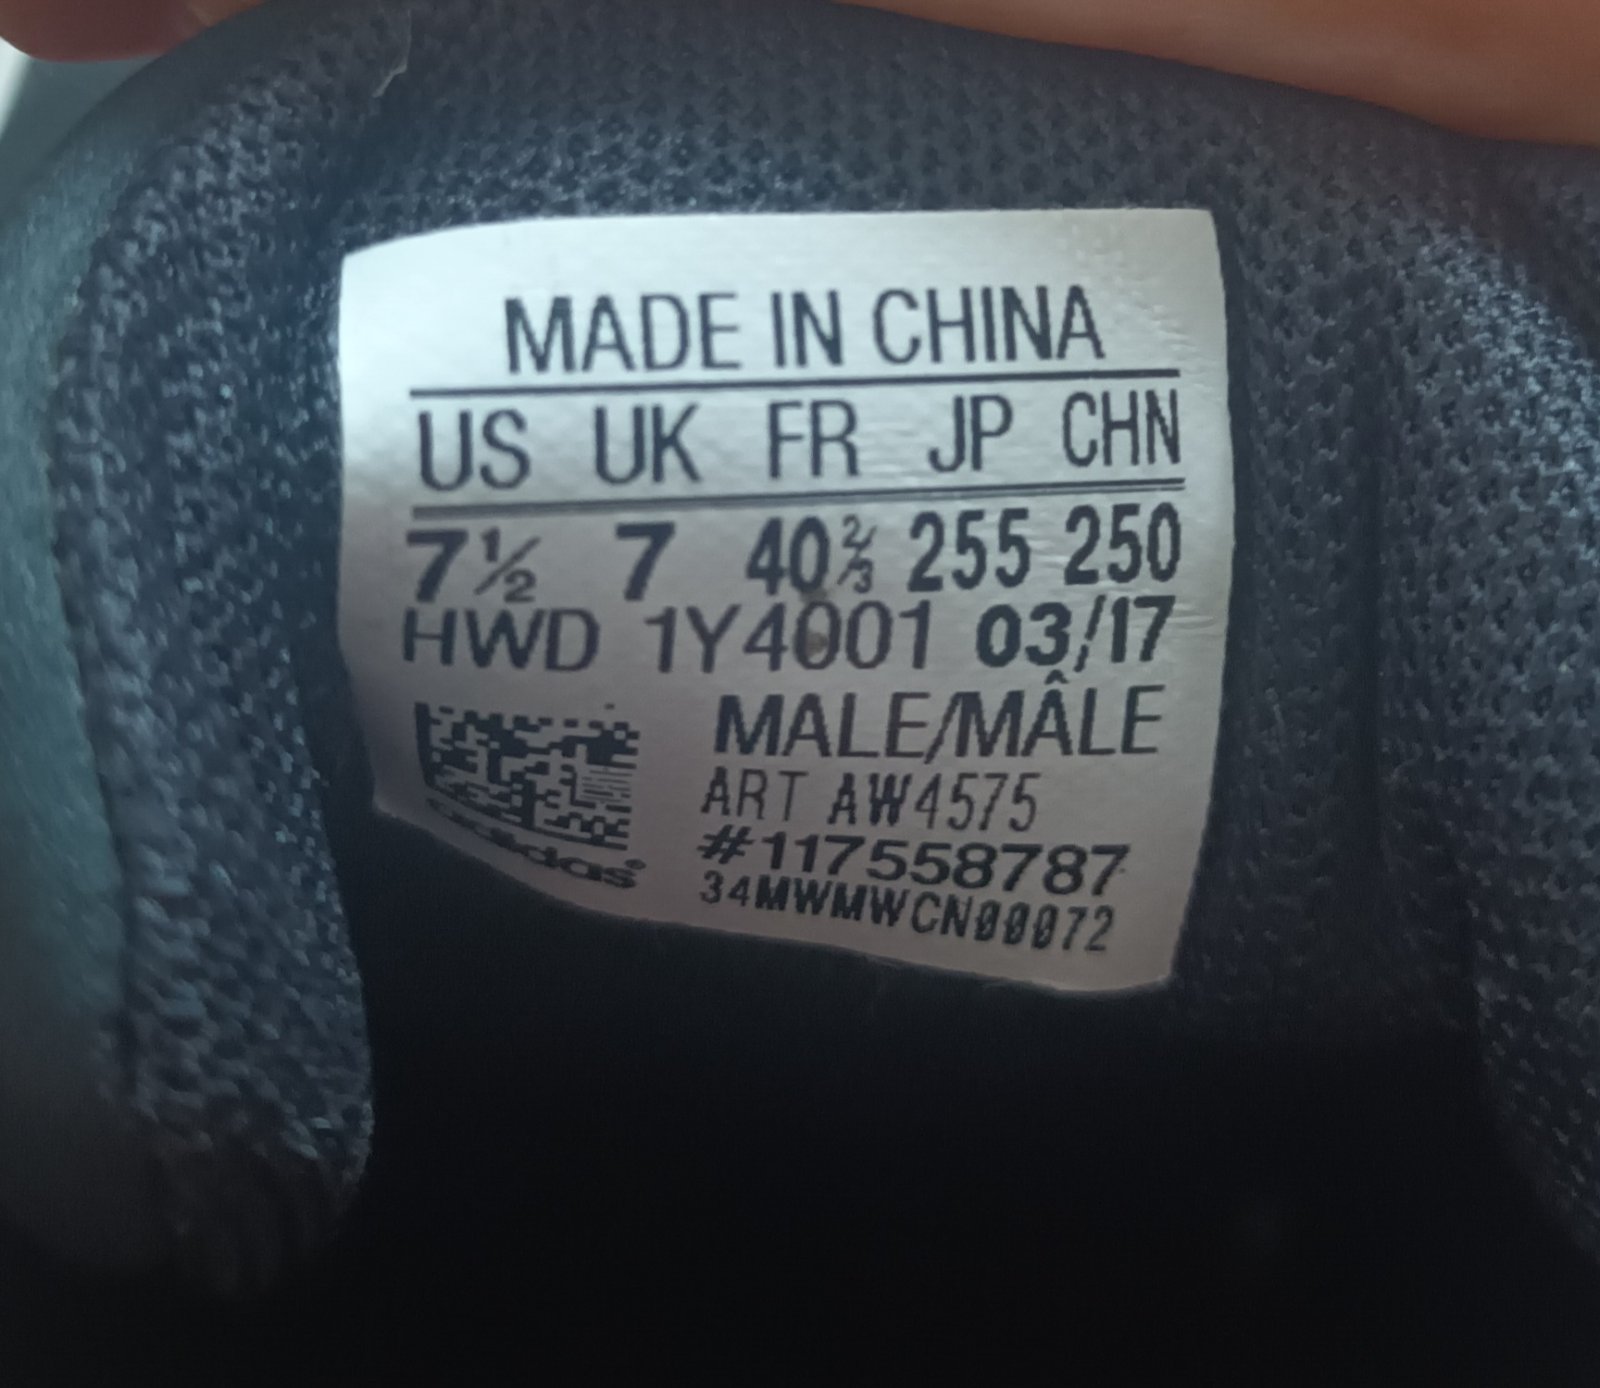 MADE IN CHINA
US UK FR JP CHN
7½ 7 40⅔ 255 250
HWD 1Y4001 03/17
MALE/MÂLE
ART AW4575
#117558787
34MWMWCN00072
adidas®